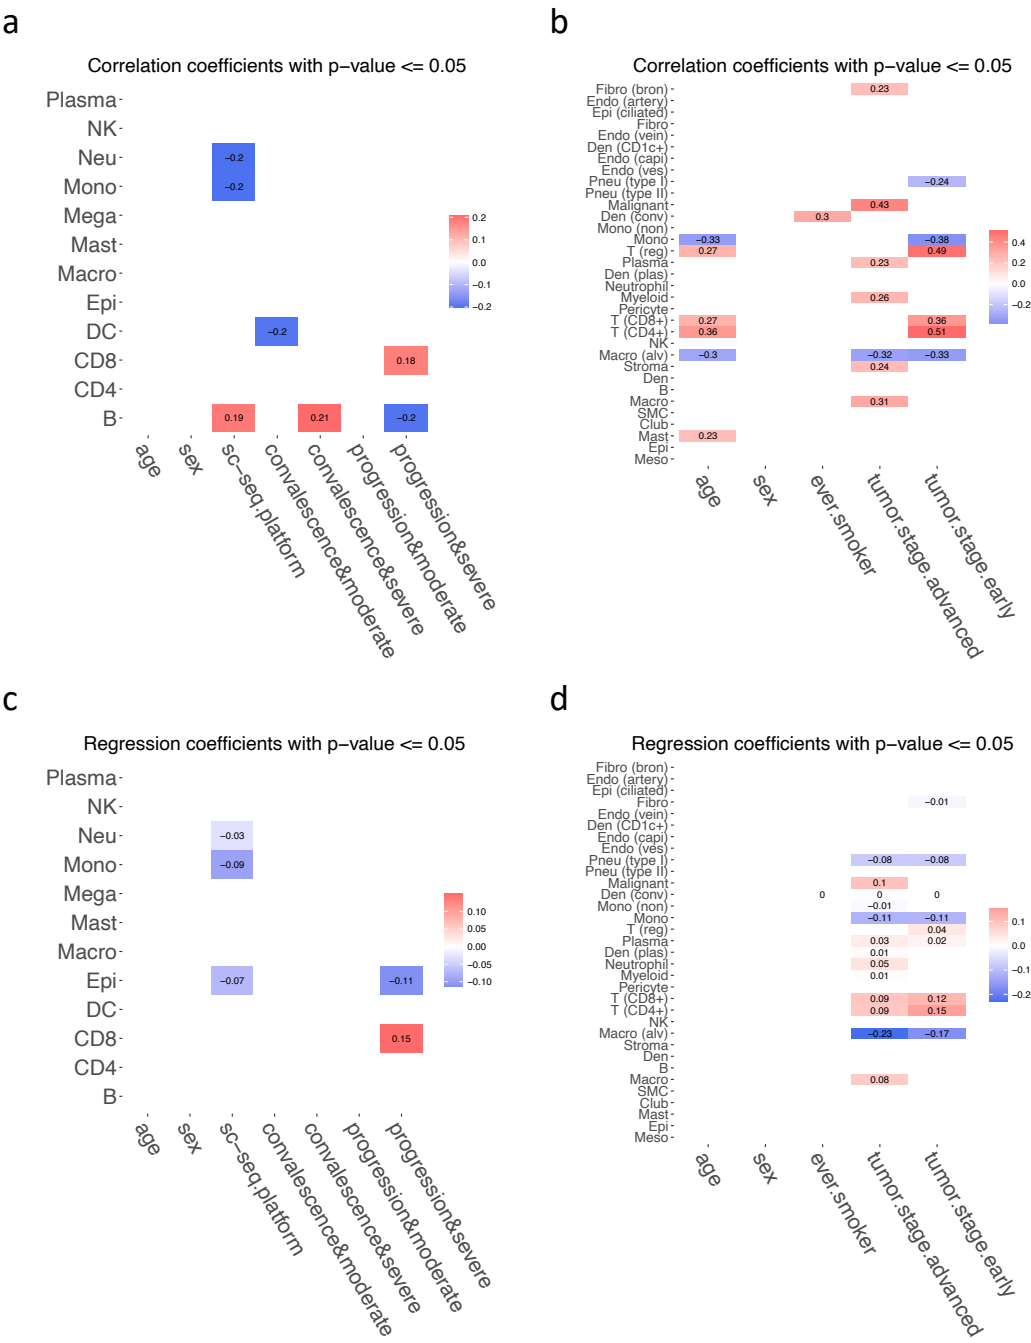 a
Correlation coefficients with p−value <= 0.05
Plasma
NK
Neu
−0.2
Mono
−0.2
Mega
Mast
Macro
Epi
DC
−0.2
CD8
0.18
CD4
B
0.19
0.21
−0.2
age
sex
sc−seq.platform
convalescence&moderate
convalescence&severe
progression&moderate
progression&severe
0.2
0.1
0.0
−0.1
−0.2
b
Correlation coefficients with p−value <= 0.05
Fibro (bron)
0.23
Endo (artery)
Epi (ciliated)
Fibro
Endo (vein)
Den (CD1c+)
Endo (capi)
Endo (ves)
Pneu (type I)
−0.24
Pneu (type II)
Malignant
0.43
Den (conv)
0.3
Mono (non)
Mono
−0.33
−0.38
T (reg)
0.27
0.49
Plasma
0.23
Den (plas)
Neutrophil
Myeloid
0.26
Pericyte
T (CD8+)
0.27
0.36
T (CD4+)
0.36
0.51
NK
Macro (alv)
−0.3
−0.32
−0.33
Stroma
0.24
Den
B
Macro
0.31
SMC
Club
Mast
0.23
Epi
Meso
age
sex
ever.smoker
tumor.stage.advanced
tumor.stage.early
0.4
0.2
0.0
−0.2
c
Regression coefficients with p−value <= 0.05
Plasma
NK
Neu
−0.03
Mono
−0.09
Mega
Mast
Macro
Epi
−0.07
−0.11
DC
CD8
0.15
CD4
B
age
sex
sc−seq.platform
convalescence&moderate
convalescence&severe
progression&moderate
progression&severe
0.10
0.05
0.00
−0.05
−0.10
d
Regression coefficients with p−value <= 0.05
Fibro (bron)
Endo (artery)
Epi (ciliated)
Fibro
−0.01
Endo (vein)
Den (CD1c+)
Endo (capi)
Endo (ves)
Pneu (type I)
−0.08
−0.08
Pneu (type II)
Malignant
0.1
Den (conv)
0
0
0
Mono (non)
−0.01
Mono
−0.11
−0.11
T (reg)
0.04
Plasma
0.03
0.02
Den (plas)
0.01
Neutrophil
0.05
Myeloid
0.01
Pericyte
T (CD8+)
0.09
0.12
T (CD4+)
0.09
0.15
NK
Macro (alv)
−0.23
−0.17
Stroma
Den
B
Macro
0.08
SMC
Club
Mast
Epi
Meso
age
sex
ever.smoker
tumor.stage.advanced
tumor.stage.early
0.1
0.0
−0.1
−0.2